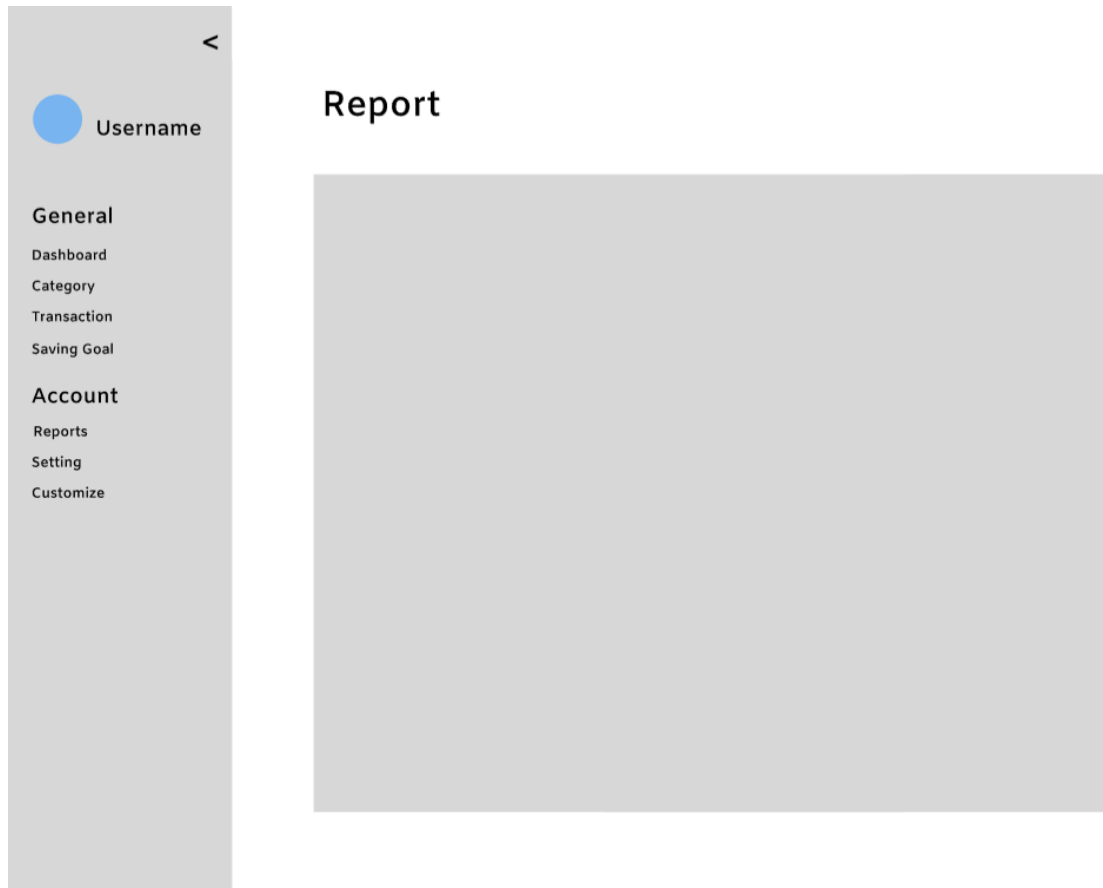 <
Username
General
Dashboard
Category
Transaction
Saving Goal
Account
Reports
Setting
Customize
Report